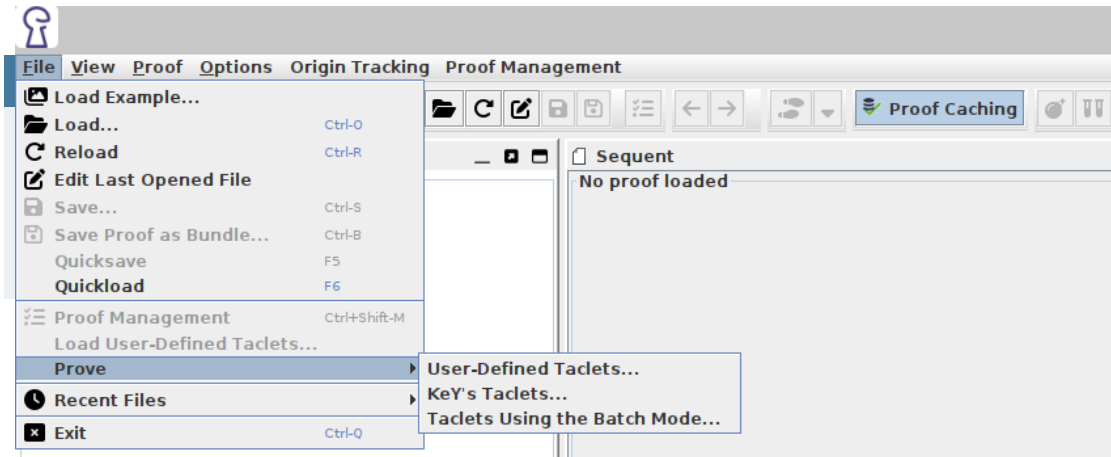 File View Proof Options Origin Tracking Proof Management
Load Example...
Load... Ctrl-O
Reload Ctrl-R
Edit Last Opened File
Save... Ctrl-S
Save Proof as Bundle... Ctrl-B
Quicksave F5
Quickload F6
Proof Management Ctrl+Shift-M
Load User-Defined Taclets...
Prove
Recent Files
Exit Ctrl-Q
User-Defined Taclets...
KeY's Taclets...
Taclets Using the Batch Mode...
Proof Caching
Sequent
No proof loaded